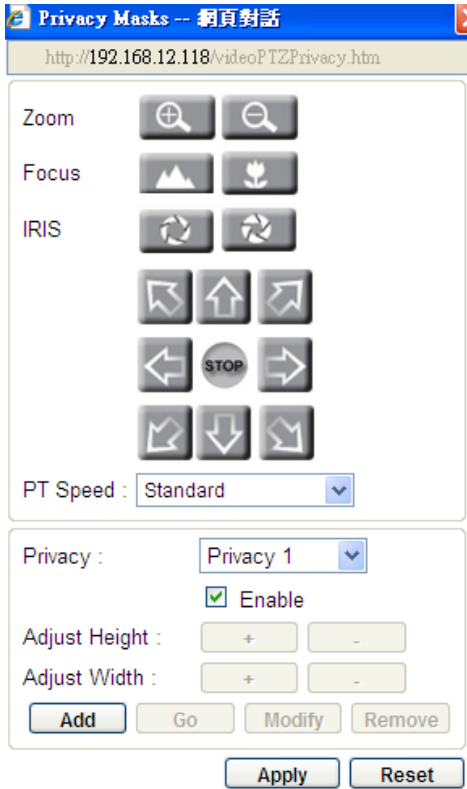 Privacy Masks -- 網頁對話
http://192.168.12.118/videoPTZPrivacy.htm
Zoom
Focus
IRIS
STOP
PT Speed : Standard
Privacy : Privacy 1
Enable
Adjust Height : + -
Adjust Width : + -
Add Go Modify Remove
Apply Reset